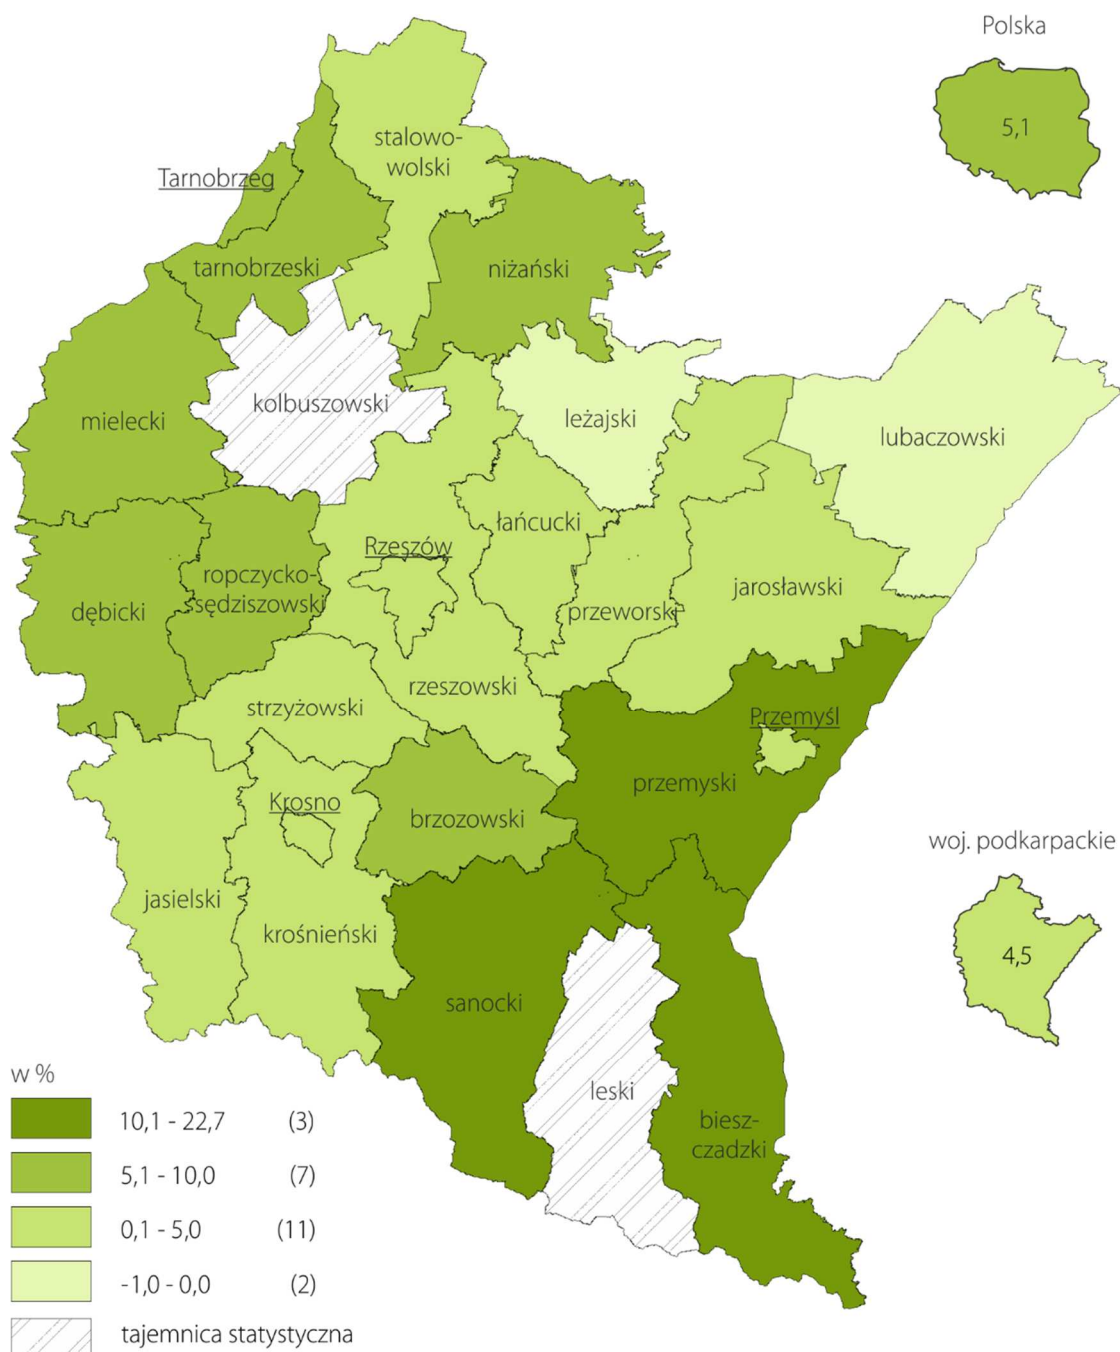 Polska
5,1
stalowo-
wolski
Tarnobrzeg
tarnobrzeski
niżański
kolbuszowski
mielecki
leżajski
lubaczowski
łańcucki
Rzeszów
ropczycko-
sędziszowski
dębicki
przeworski
jarosławski
rzeszowski
strzyżowski
Przemyśl
przemyski
Krosno
brzozowski
woj. podkarpackie
4,5
jasielski
krośnieński
sanocki
leski
biesz-
czadzki
w %
10,1 - 22,7 (3)
5,1 - 10,0 (7)
0,1 - 5,0 (11)
-1,0 - 0,0 (2)
tajemnica statystyczna